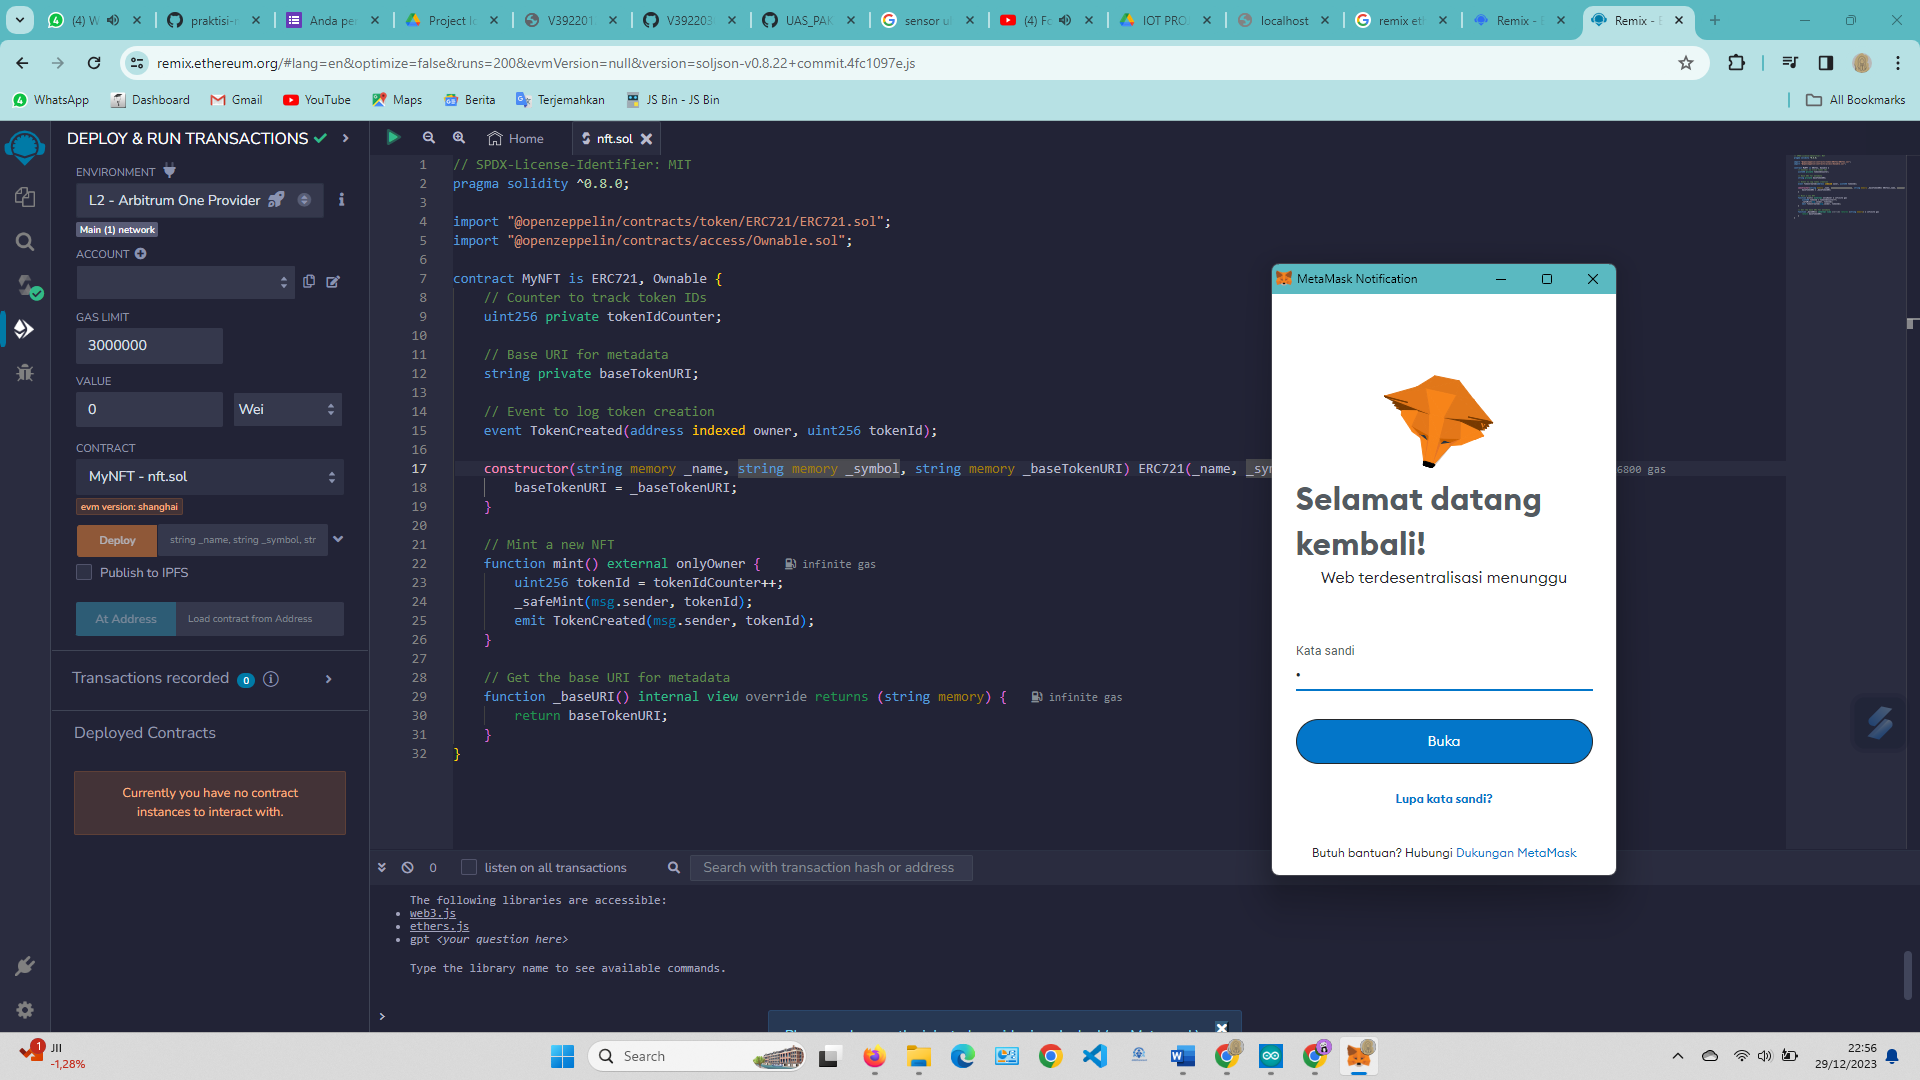 (4) W
praktisi-r
Anda pe
Project I
V392201
V392203
UAS_PAK
sensor ul
(4) Fo
IOT PRO
localhost
remix eth
Remix - E
Remix - E
remix.ethereum.org/#lang=en&optimize=false&runs=200&evmVersion=null&version=soljson-v0.8.22+commit.4fc1097e.js
WhatsApp
Dashboard
Gmail
YouTube
Maps
Berita
Terjemahkan
JS Bin - JS Bin
All Bookmarks
DEPLOY & RUN TRANSACTIONS
ENVIRONMENT
L2 - Arbitrum One Provider
Main (1) network
ACCOUNT
GAS LIMIT
3000000
VALUE
0
Wei
CONTRACT
MyNFT - nft.sol
evm version: shanghai
Deploy
string _name, string _symbol, str
Publish to IPFS
At Address
Load contract from Address
Transactions recorded 0
Deployed Contracts
Currently you have no contract
instances to interact with.
Home
nft.sol
1 // SPDX-License-Identifier: MIT
2 pragma solidity ^0.8.0;
3
4 import "@openzeppelin/contracts/token/ERC721/ERC721.sol";
5 import "@openzeppelin/contracts/access/Ownable.sol";
6
7 contract MyNFT is ERC721, Ownable {
8 // Counter to track token IDs
9 uint256 private tokenIdCounter;
10
11 // Base URI for metadata
12 string private baseTokenURI;
13
14 // Event to log token creation
15 event TokenCreated(address indexed owner, uint256 tokenId);
16
17 constructor(string memory _name, string memory _symbol, string memory _baseTokenURI) ERC721(_name, _sym 6800 gas
18 baseTokenURI = _baseTokenURI;
19 }
20
21 // Mint a new NFT
22 function mint() external onlyOwner { infinite gas
23 uint256 tokenId = tokenIdCounter++;
24 _safeMint(msg.sender, tokenId);
25 emit TokenCreated(msg.sender, tokenId);
26 }
27
28 // Get the base URI for metadata
29 function _baseURI() internal view override returns (string memory) { infinite gas
30 return baseTokenURI;
31 }
32 }
MetaMask Notification
Selamat datang
kembali!
Web terdesentralisasi menunggu
Kata sandi
•
Buka
Lupa kata sandi?
Butuh bantuan? Hubungi Dukungan MetaMask
0
listen on all transactions
Search with transaction hash or address
The following libraries are accessible:
• web3.js
• ethers.js
• gpt <your question here>
Type the library name to see available commands.
>
1
JII
-1,28%
Search
22:56
29/12/2023